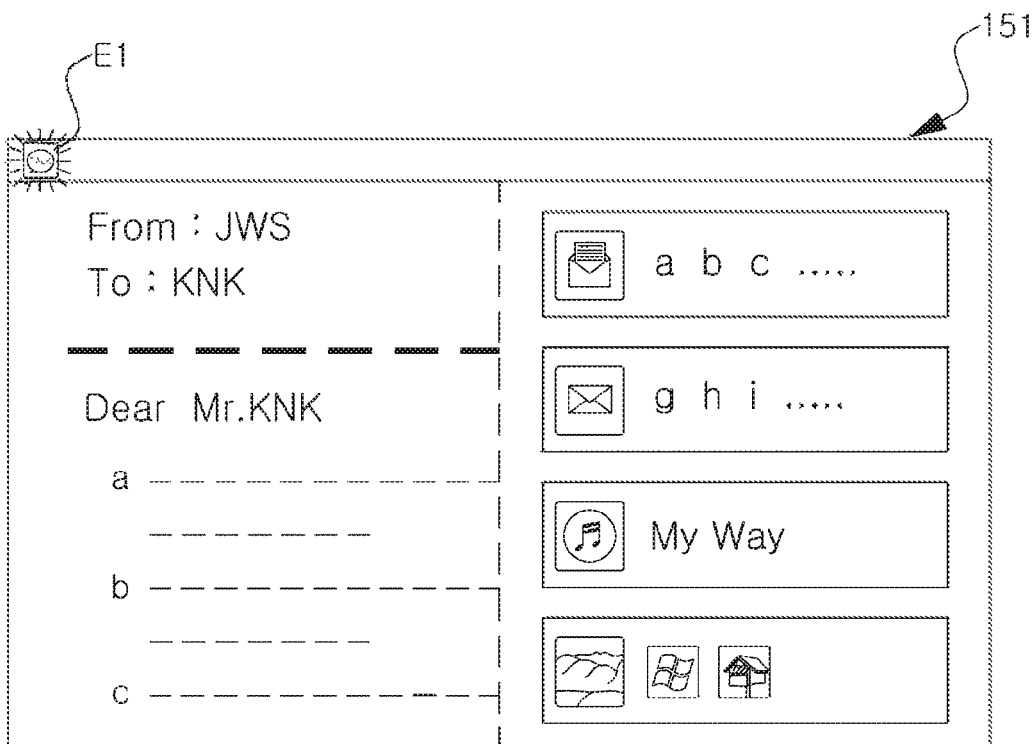 E1
151
From : JWS
To : KNK
Dear Mr.KNK
a
b
c
a b c .....
g h i .....
My Way